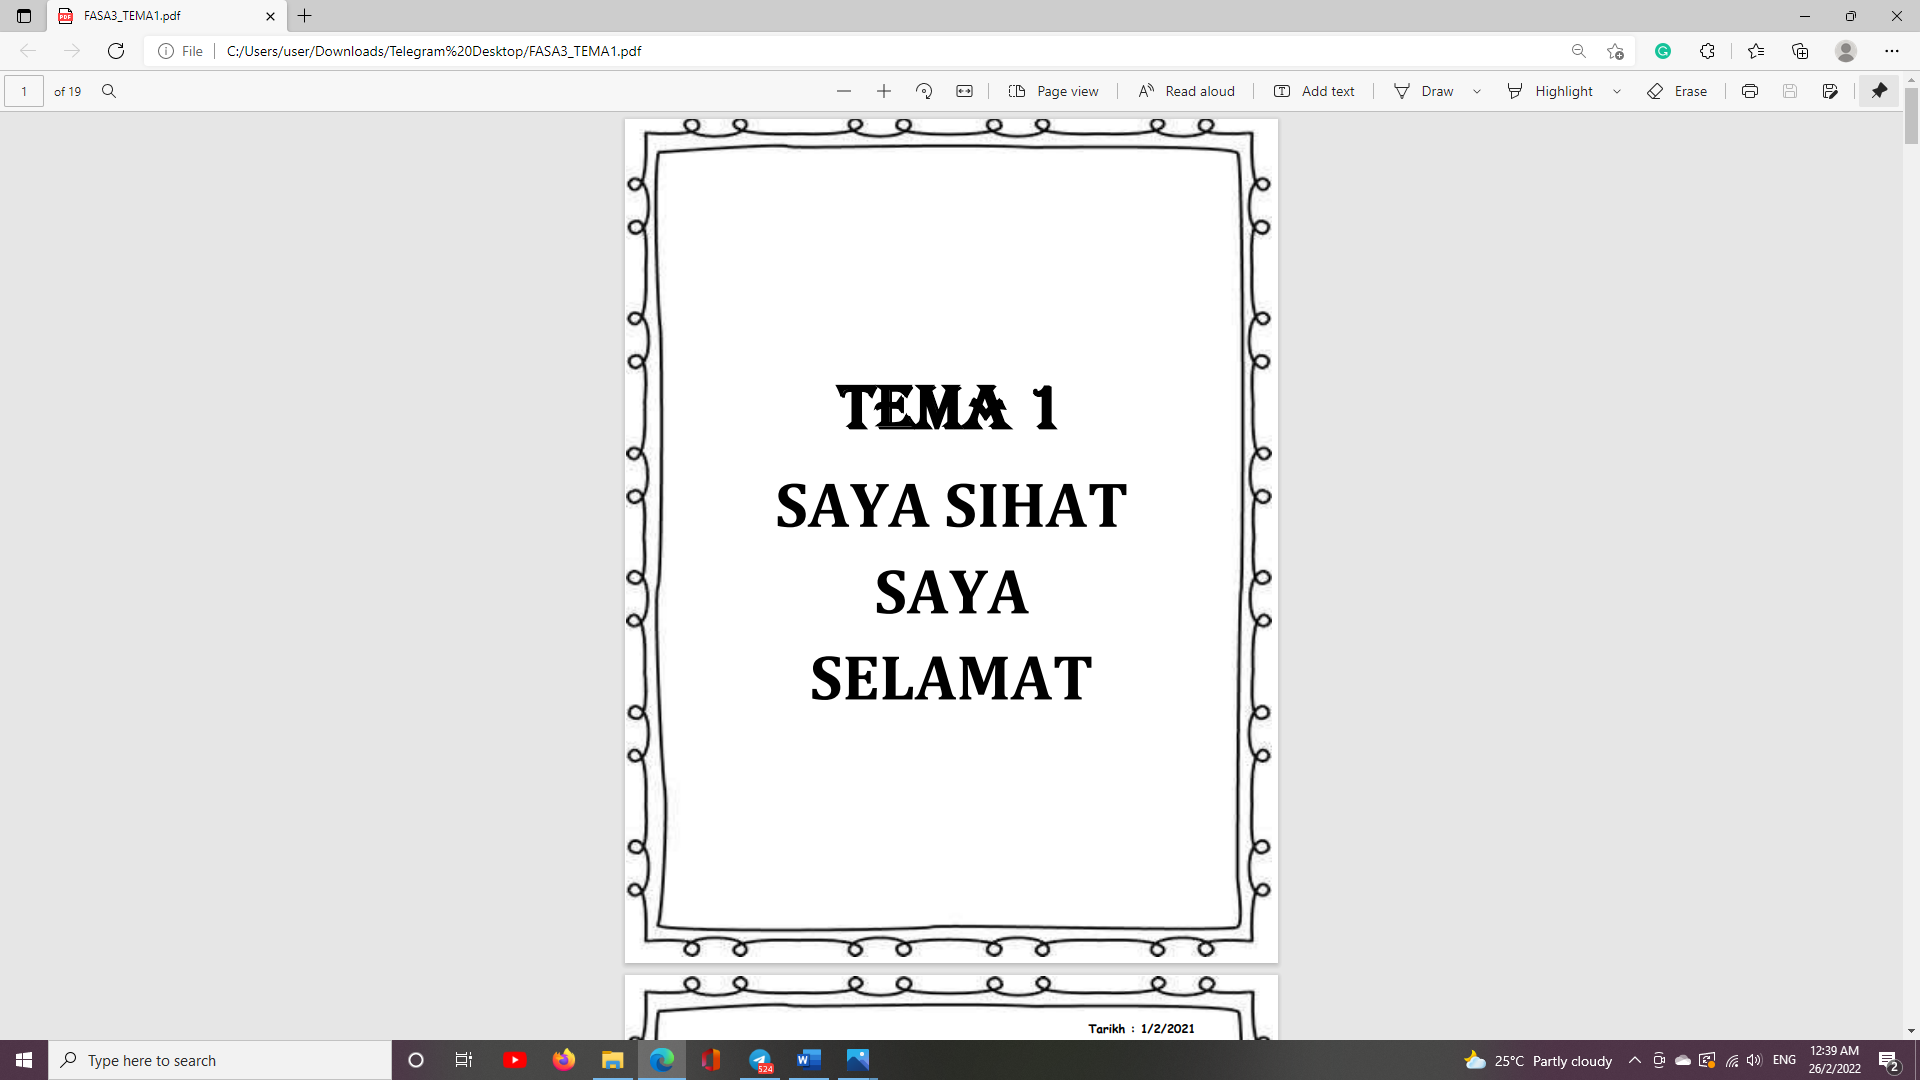 FASA3_TEMA1.pdf
File
C:/Users/user/Downloads/Telegram%20Desktop/FASA3_TEMA1.pdf
1 of 19
Page view
Read aloud
Add text
Draw
Highlight
Erase
TEMA 1
SAYA SIHAT
SAYA
SELAMAT
Tarikh : 1/2/2021
Type here to search
524
25°C Partly cloudy
ENG
12:39 AM
26/2/2022
2